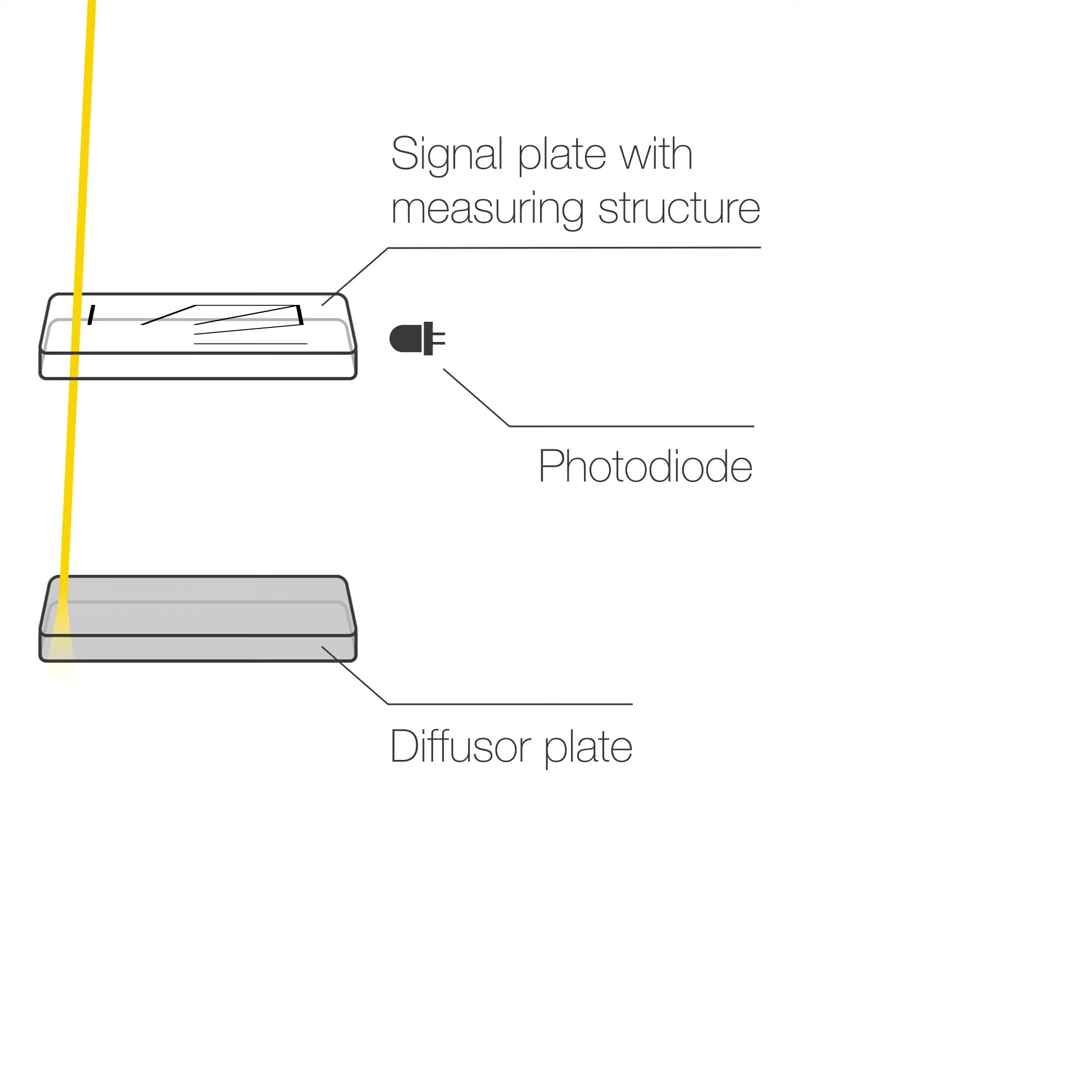 Signal plate with
measuring structure
Photodiode
Diffusor plate